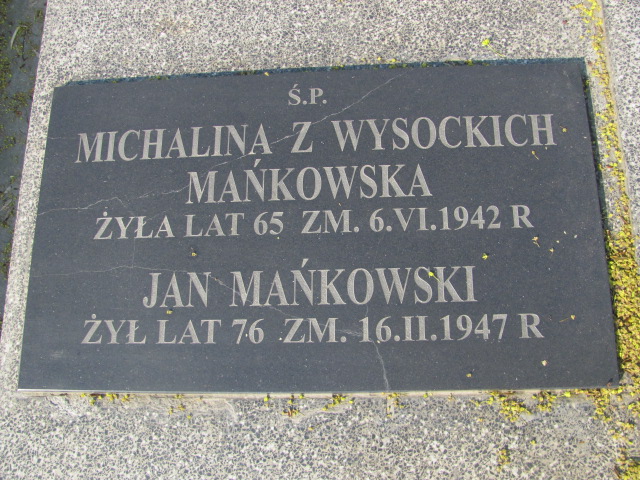 Ś.P.
MICHALINA Z WYSOCKICH
MAŃKOWSKA
ŻYŁA LAT 65 ZM. 6.VI.1942 R
JAN MAŃKOWSKI
ŻYŁ LAT 76 ZM. 16.II.1947 R